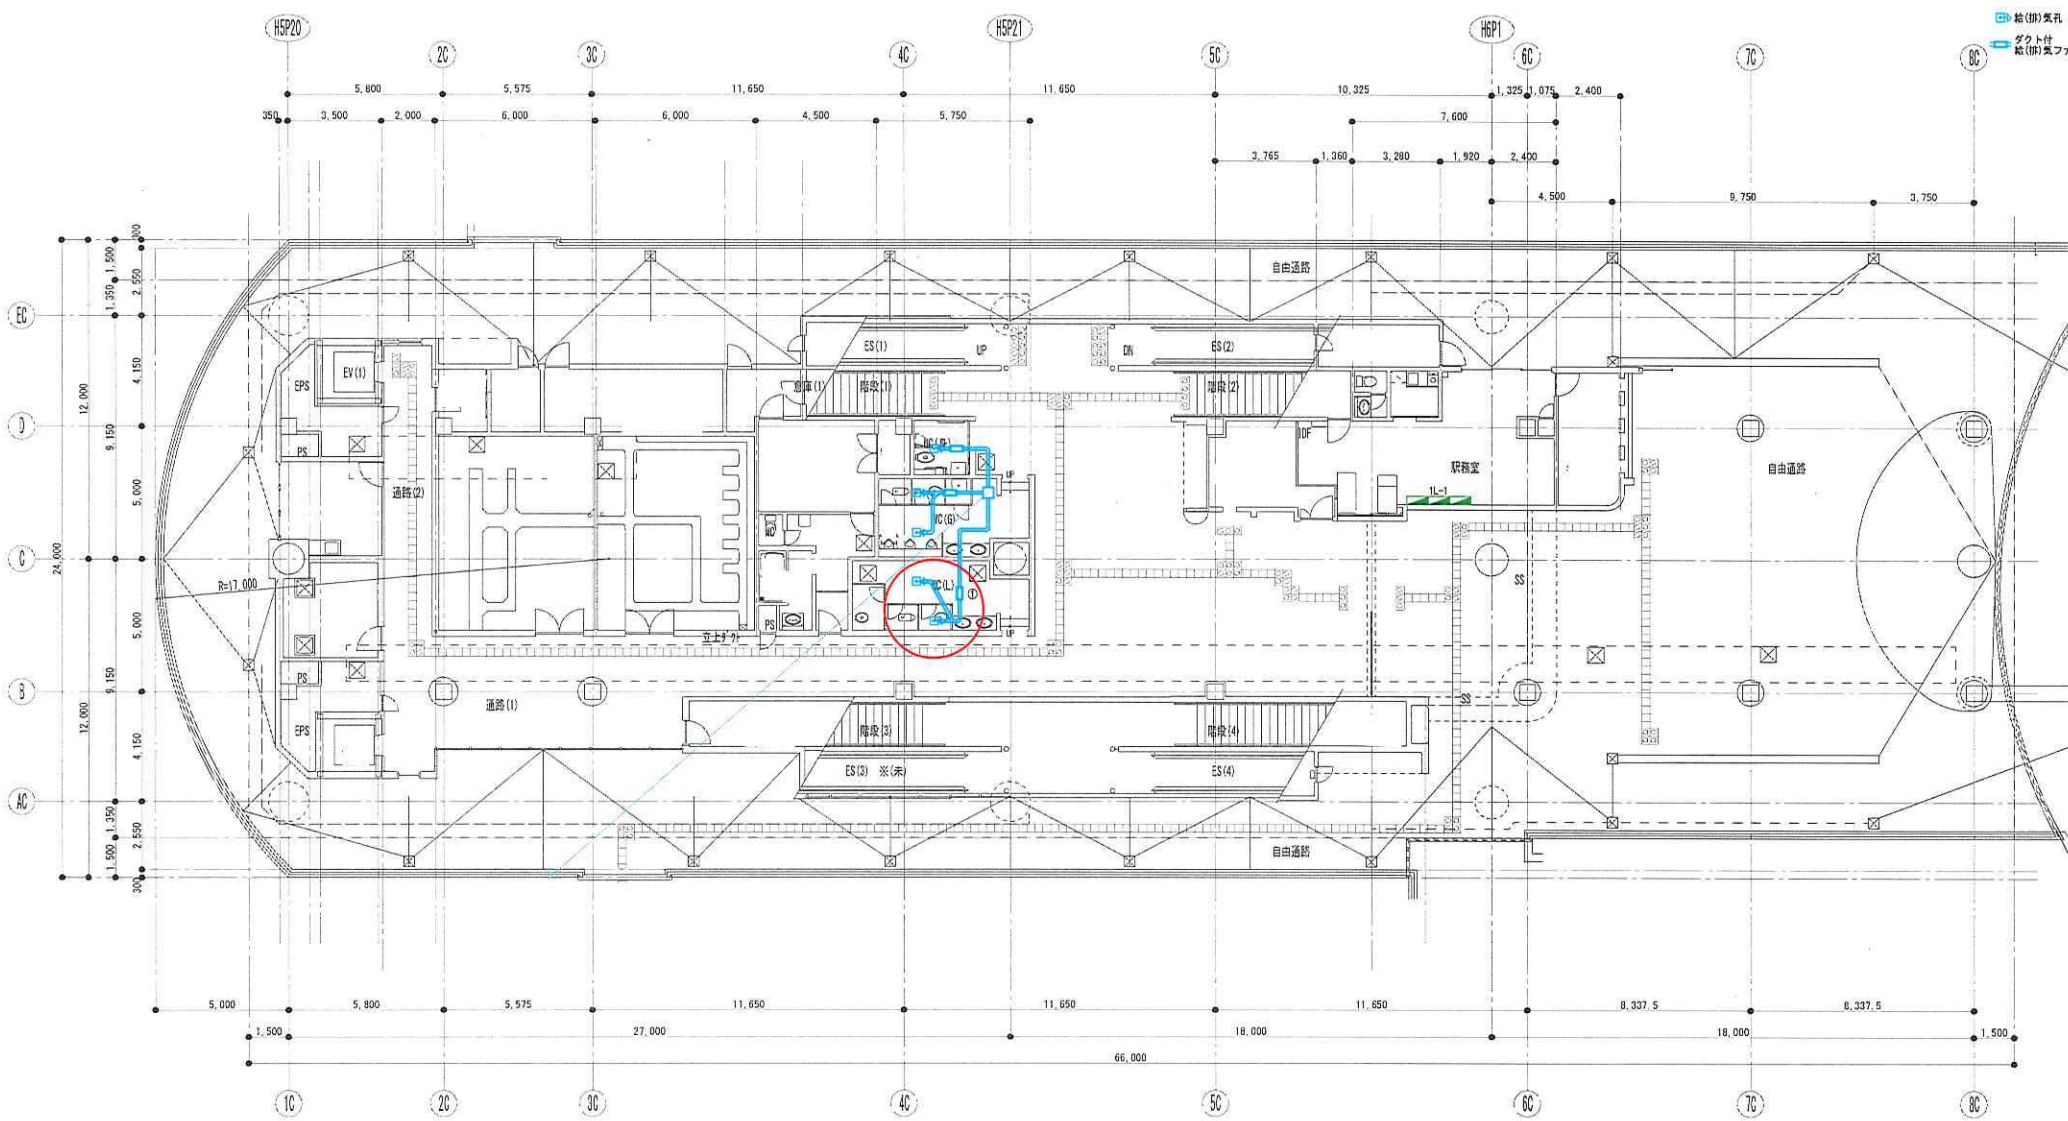 H5P20
H5P21
H6P1
給(排)気孔
ダクト付
給(排)気ファ
2C
3C
4C
5C
6C
7C
8C
5,800
5,575
11,650
11,650
10,325
1,325
1,075
2,400
350
3,500
2,000
6,000
6,000
4,500
5,750
7,600
3,765
1,360
3,280
1,920
2,400
4,500
9,750
3,750
300
1,500
2,550
1,350
自由通路
EC
ES(1)
UP
DN
ES(2)
4,150
EPS
EV(1)
倉庫(1)
階段(1)
階段(2)
12,000
D
9,150
PS
IDF
駅務室
自由通路
通路(2)
UP
5,000
1L-1
WC(G)
24,000
C
R=17,000
WC(L)
①
SS
5,000
PS
立上ダクト
UP
PS
B
9,150
通路(1)
SS
12,000
EPS
階段(3)
階段(4)
4,150
ES(3) ※(未)
ES(4)
AC
1,350
2,550
1,500
300
自由通路
5,000
5,800
5,575
11,650
11,650
11,650
8,337.5
8,337.5
1,500
27,000
18,000
18,000
1,500
66,000
1C
2C
3C
4C
5C
6C
7C
8C